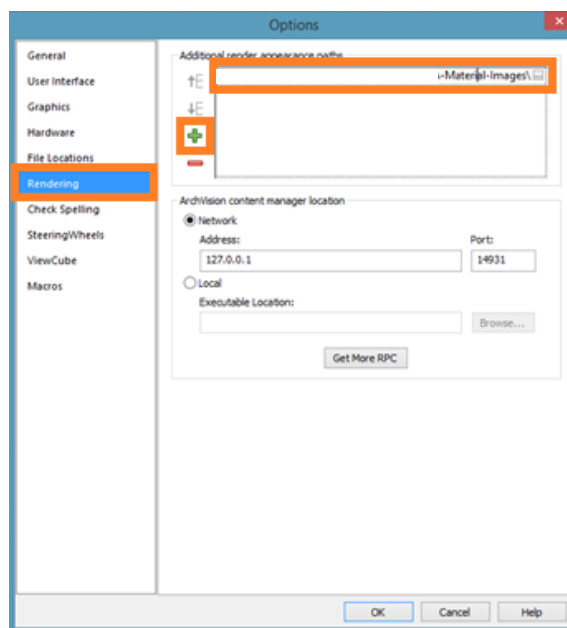 Options
General
User Interface
Graphics
Hardware
File Locations
Rendering
Check Spelling
SteeringWheels
ViewCube
Macros
Additional render appearance paths
-Material-Images\
ArchVision content manager location
Network
Address:
Port:
127.0.0.1
14931
Local
Executable Location:
Browse...
Get More RPC
OK
Cancel
Help